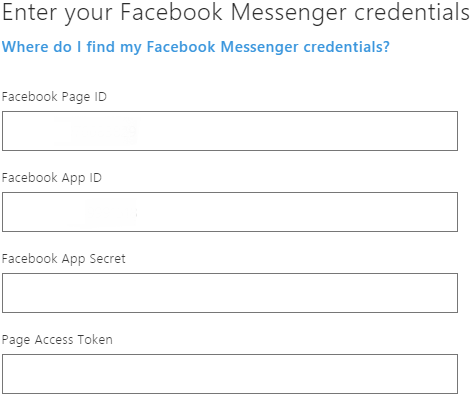 Enter your Facebook Messenger credentials
Where do I find my Facebook Messenger credentials?
Facebook Page ID
Facebook App ID
Facebook App Secret
Page Access Token